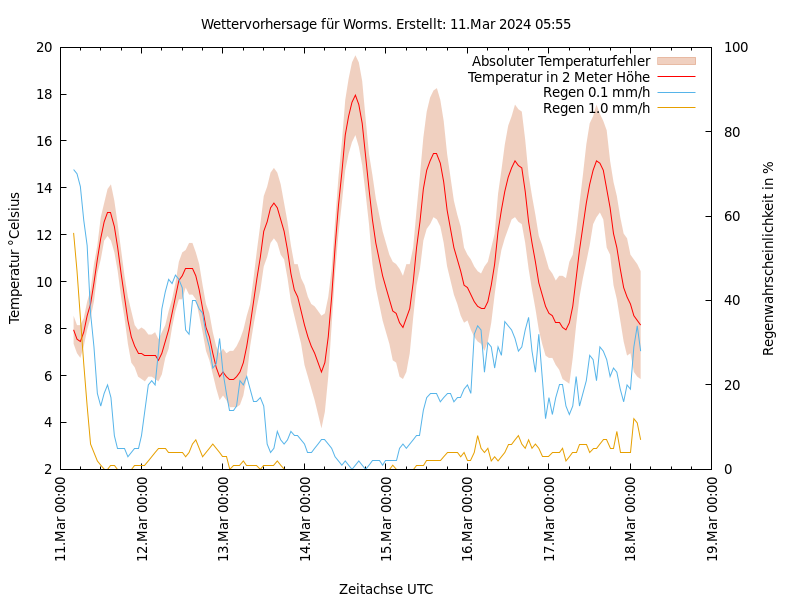 Wettervorhersage für Worms. Erstellt: 11.Mar 2024 05:55
Absoluter Temperaturfehler
Temperatur in 2 Meter Höhe
Regen 0.1 mm/h
Regen 1.0 mm/h
Temperatur °Celsius
20
18
16
14
12
10
8
6
4
2
100
80
60
40
20
0
Regenwahrscheinlichkeit in %
11.Mar 00:00
12.Mar 00:00
13.Mar 00:00
14.Mar 00:00
15.Mar 00:00
16.Mar 00:00
17.Mar 00:00
18.Mar 00:00
19.Mar 00:00
Zeitachse UTC